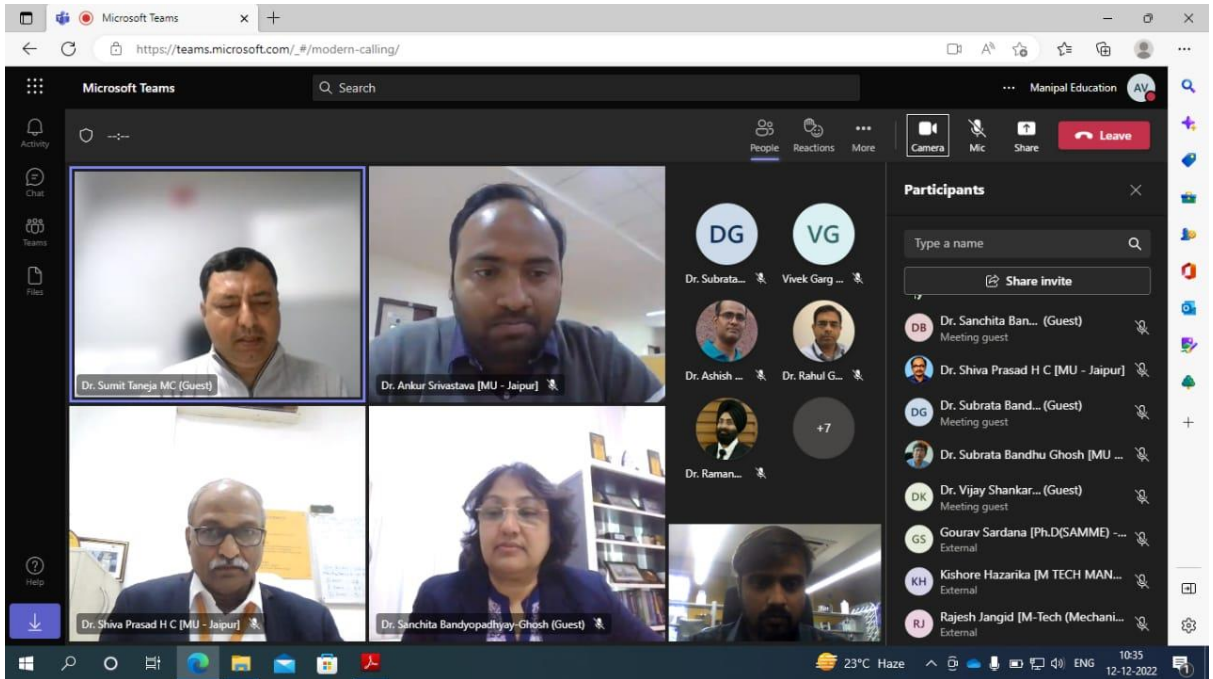 Microsoft Teams
https://teams.microsoft.com/_#/modern-calling/
Microsoft Teams
Search
Manipal Education
AV
Activity
Chat
Teams
Files
Help
--:--
People
Reactions
More
Camera
Mic
Share
Leave
Dr. Sumit Taneja MC (Guest)
Dr. Ankur Srivastava [MU - Jaipur]
Dr. Shiva Prasad H C [MU - Jaipur]
Dr. Sanchita Bandyopadhyay-Ghosh (Guest)
DG
VG
Dr. Subrata...
Vivek Garg ...
Dr. Ashish ...
Dr. Rahul G...
Dr. Raman...
+7
Participants
Type a name
Share invite
DB
Dr. Sanchita Ban... (Guest)
Meeting guest
Dr. Shiva Prasad H C [MU - Jaipur]
DG
Dr. Subrata Band... (Guest)
Meeting guest
Dr. Subrata Bandhu Ghosh [MU ...
DK
Dr. Vijay Shankar... (Guest)
Meeting guest
GS
Gourav Sardana [Ph.D(SAMME) -...
External
KH
Kishore Hazarika [M TECH MAN...
External
RJ
Rajesh Jangid [M-Tech (Mechani...
External
23°C Haze
ENG
10:35
12-12-2022
1